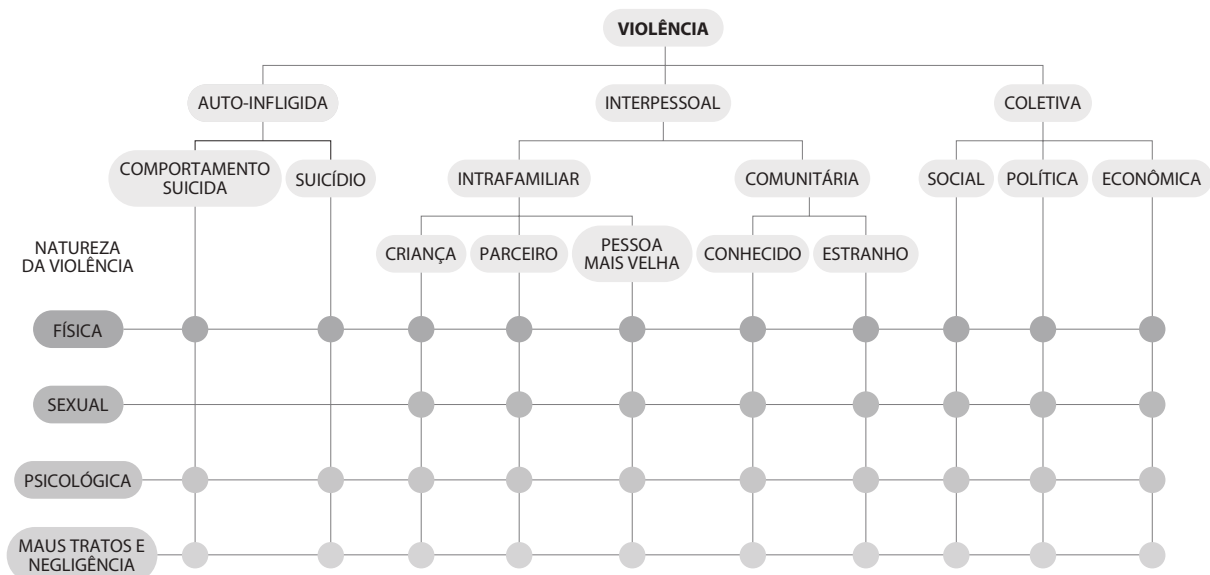 VIOLÊNCIA
AUTO-INFLIGIDA
INTERPESSOAL
COLETIVA
COMPORTAMENTO
SUICIDA
SUICÍDIO
INTRAFAMILIAR
COMUNITÁRIA
SOCIAL
POLÍTICA
ECONÔMICA
NATUREZA
DA VIOLÊNCIA
CRIANÇA
PARCEIRO
PESSOA
MAIS VELHA
CONHECIDO
ESTRANHO
FÍSICA
SEXUAL
PSICOLÓGICA
MAUS TRATOS E
NEGLIGÊNCIA